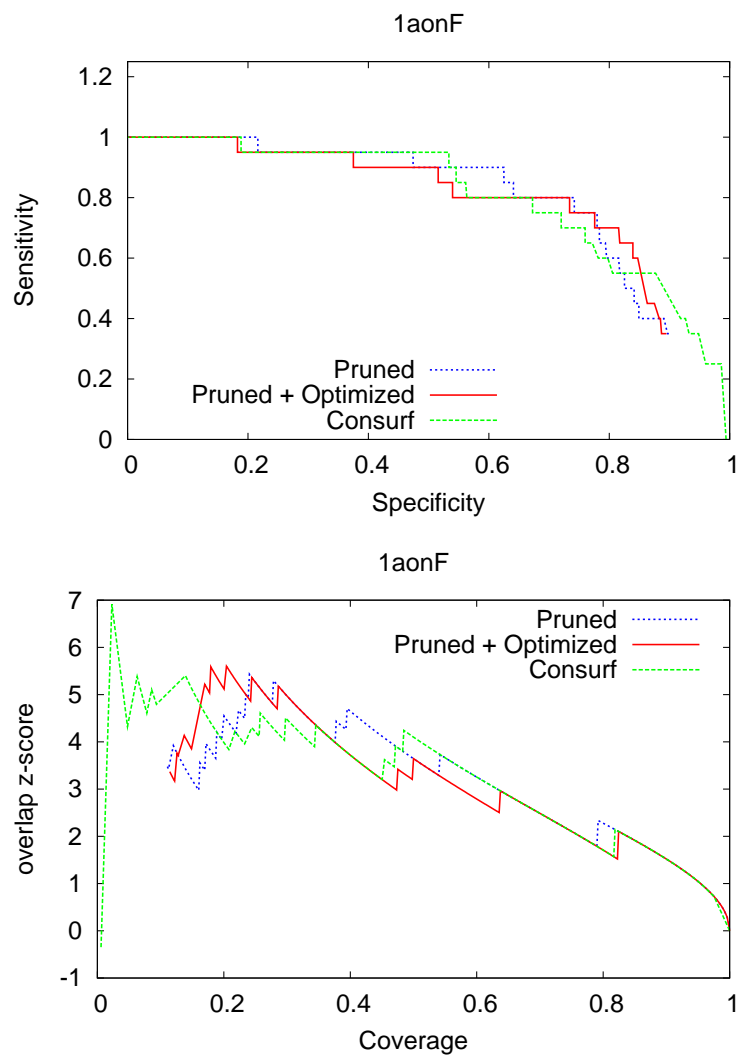 1aonF
1.2
1
0.8
0.6
0.4
0.2
0
Sensitivity
Pruned
Pruned + Optimized
Consurf
0 0.2 0.4 0.6 0.8 1
Specificity
1aonF
7
6
5
4
3
2
1
0
-1
overlap z-score
Pruned
Pruned + Optimized
Consurf
0 0.2 0.4 0.6 0.8 1
Coverage